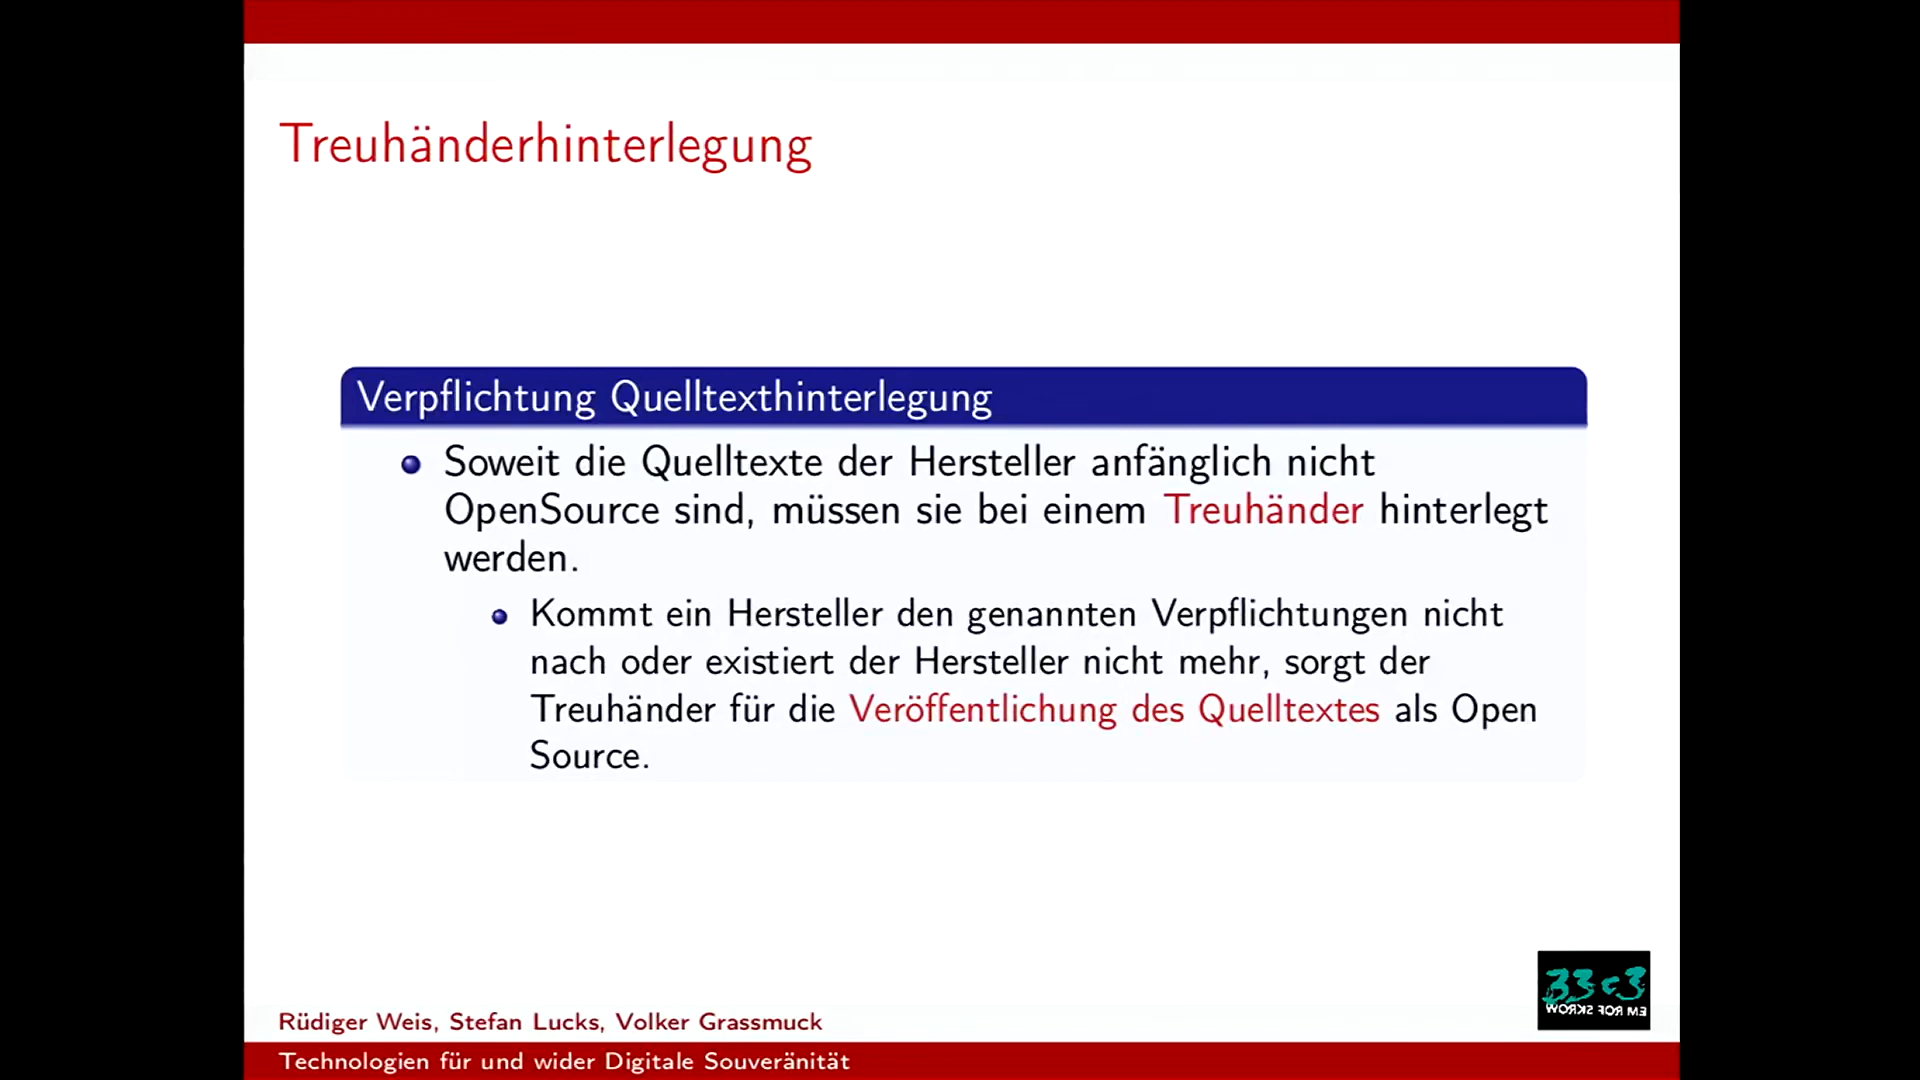 Treuhänderhinterlegung
Verpflichtung Quelltexthinterlegung
Soweit die Quelltexte der Hersteller anfänglich nicht
OpenSource sind, müssen sie bei einem Treuhänder hinterlegt
werden.
Kommt ein Hersteller den genannten Verpflichtungen nicht
nach oder existiert der Hersteller nicht mehr, sorgt der
Treuhänder für die Veröffentlichung des Quelltextes als Open
Source.
33c3
WORKS FOR ME
Rüdiger Weis, Stefan Lucks, Volker Grassmuck
Technologien für und wider Digitale Souveränität